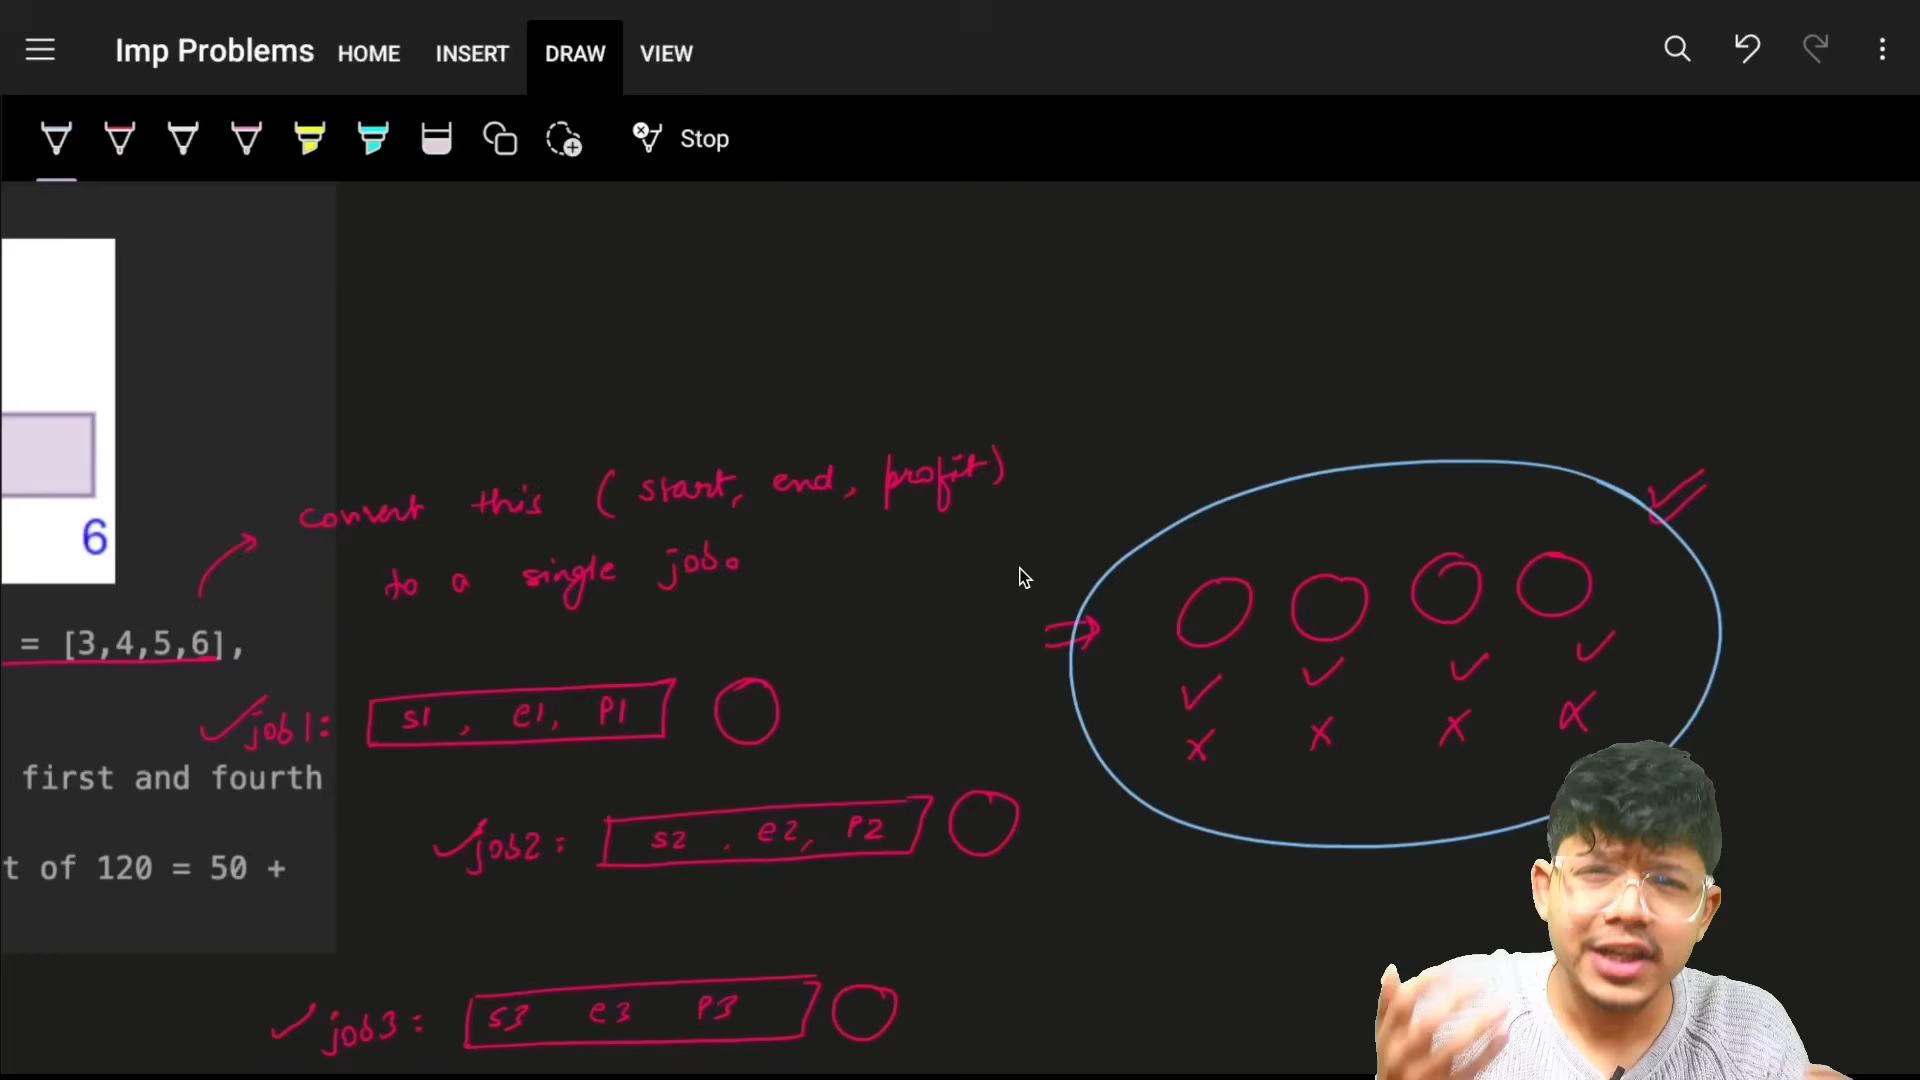 Imp Problems HOME INSERT DRAW VIEW
Stop
6
convert this (start, end, profit)
to a single job.
= [3,4,5,6],
job1: s1, e1, P1
first and fourth
job2: s2, e2, P2
t of 120 = 50 +
job3: s3 e3 P3